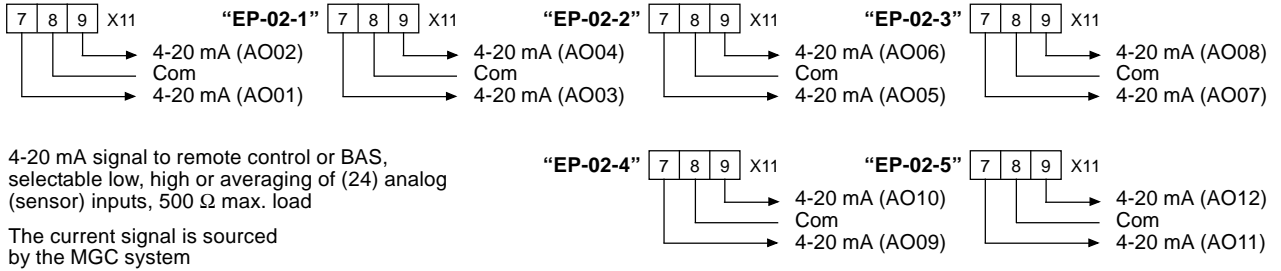 7 8 9 X11 “EP-02-1” 7 8 9 X11 “EP-02-2” 7 8 9 X11 “EP-02-3” 7 8 9 X11
4-20 mA (AO02) 4-20 mA (AO04) 4-20 mA (AO06) 4-20 mA (AO08)
Com Com Com Com
4-20 mA (AO01) 4-20 mA (AO03) 4-20 mA (AO05) 4-20 mA (AO07)
4-20 mA signal to remote control or BAS,
selectable low, high or averaging of (24) analog
(sensor) inputs, 500 Ω max. load
The current signal is sourced
by the MGC system
“EP-02-4” 7 8 9 X11 “EP-02-5” 7 8 9 X11
4-20 mA (AO10) 4-20 mA (AO12)
Com Com
4-20 mA (AO09) 4-20 mA (AO11)